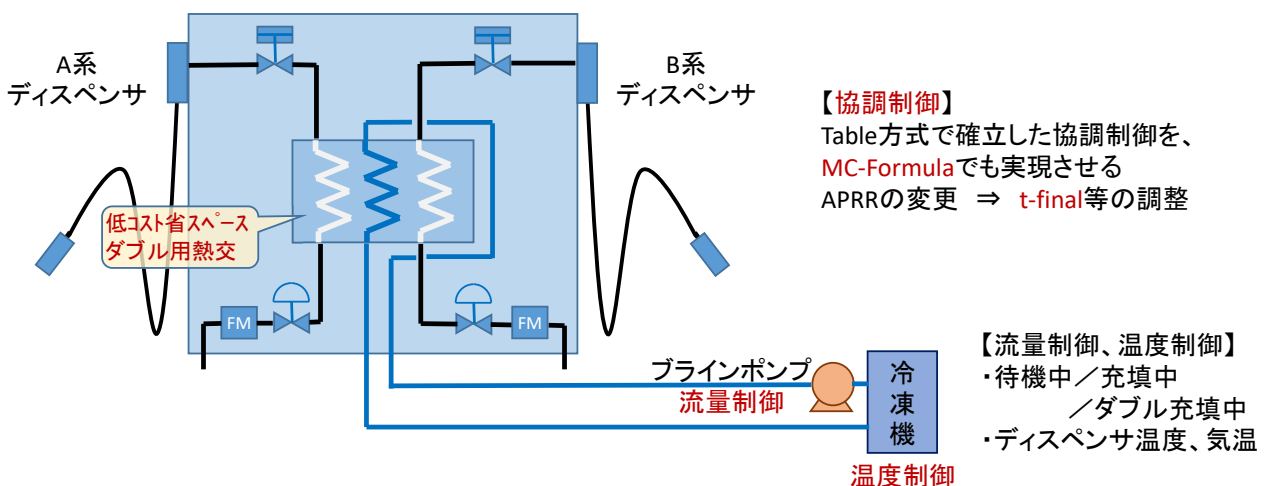 A系
ディスペンサ
B系
ディスペンサ
低コスト省スペース
ダブル用熱交
FM
FM
【協調制御】
Table方式で確立した協調制御を、
MC-Formulaでも実現させる
APRRの変更 ⇒ t-final等の調整
ブラインポンプ
流量制御
冷凍機
温度制御
【流量制御、温度制御】
・待機中／充填中
／ダブル充填中
・ディスペンサ温度、気温